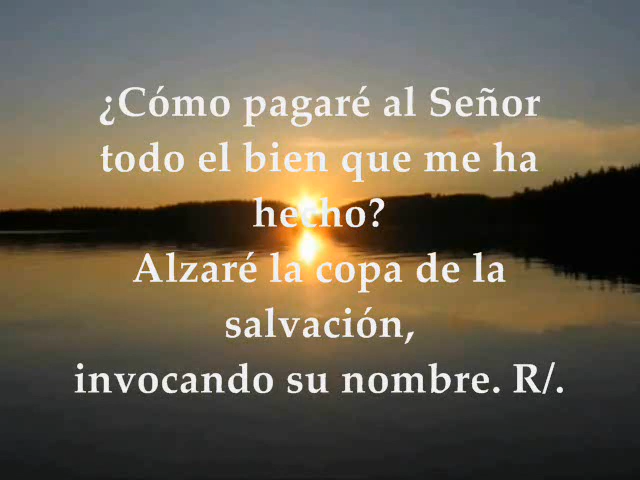 ¿Cómo pagaré al Señor
todo el bien que me ha
hecho?
Alzaré la copa de la
salvación,
invocando su nombre. R/.